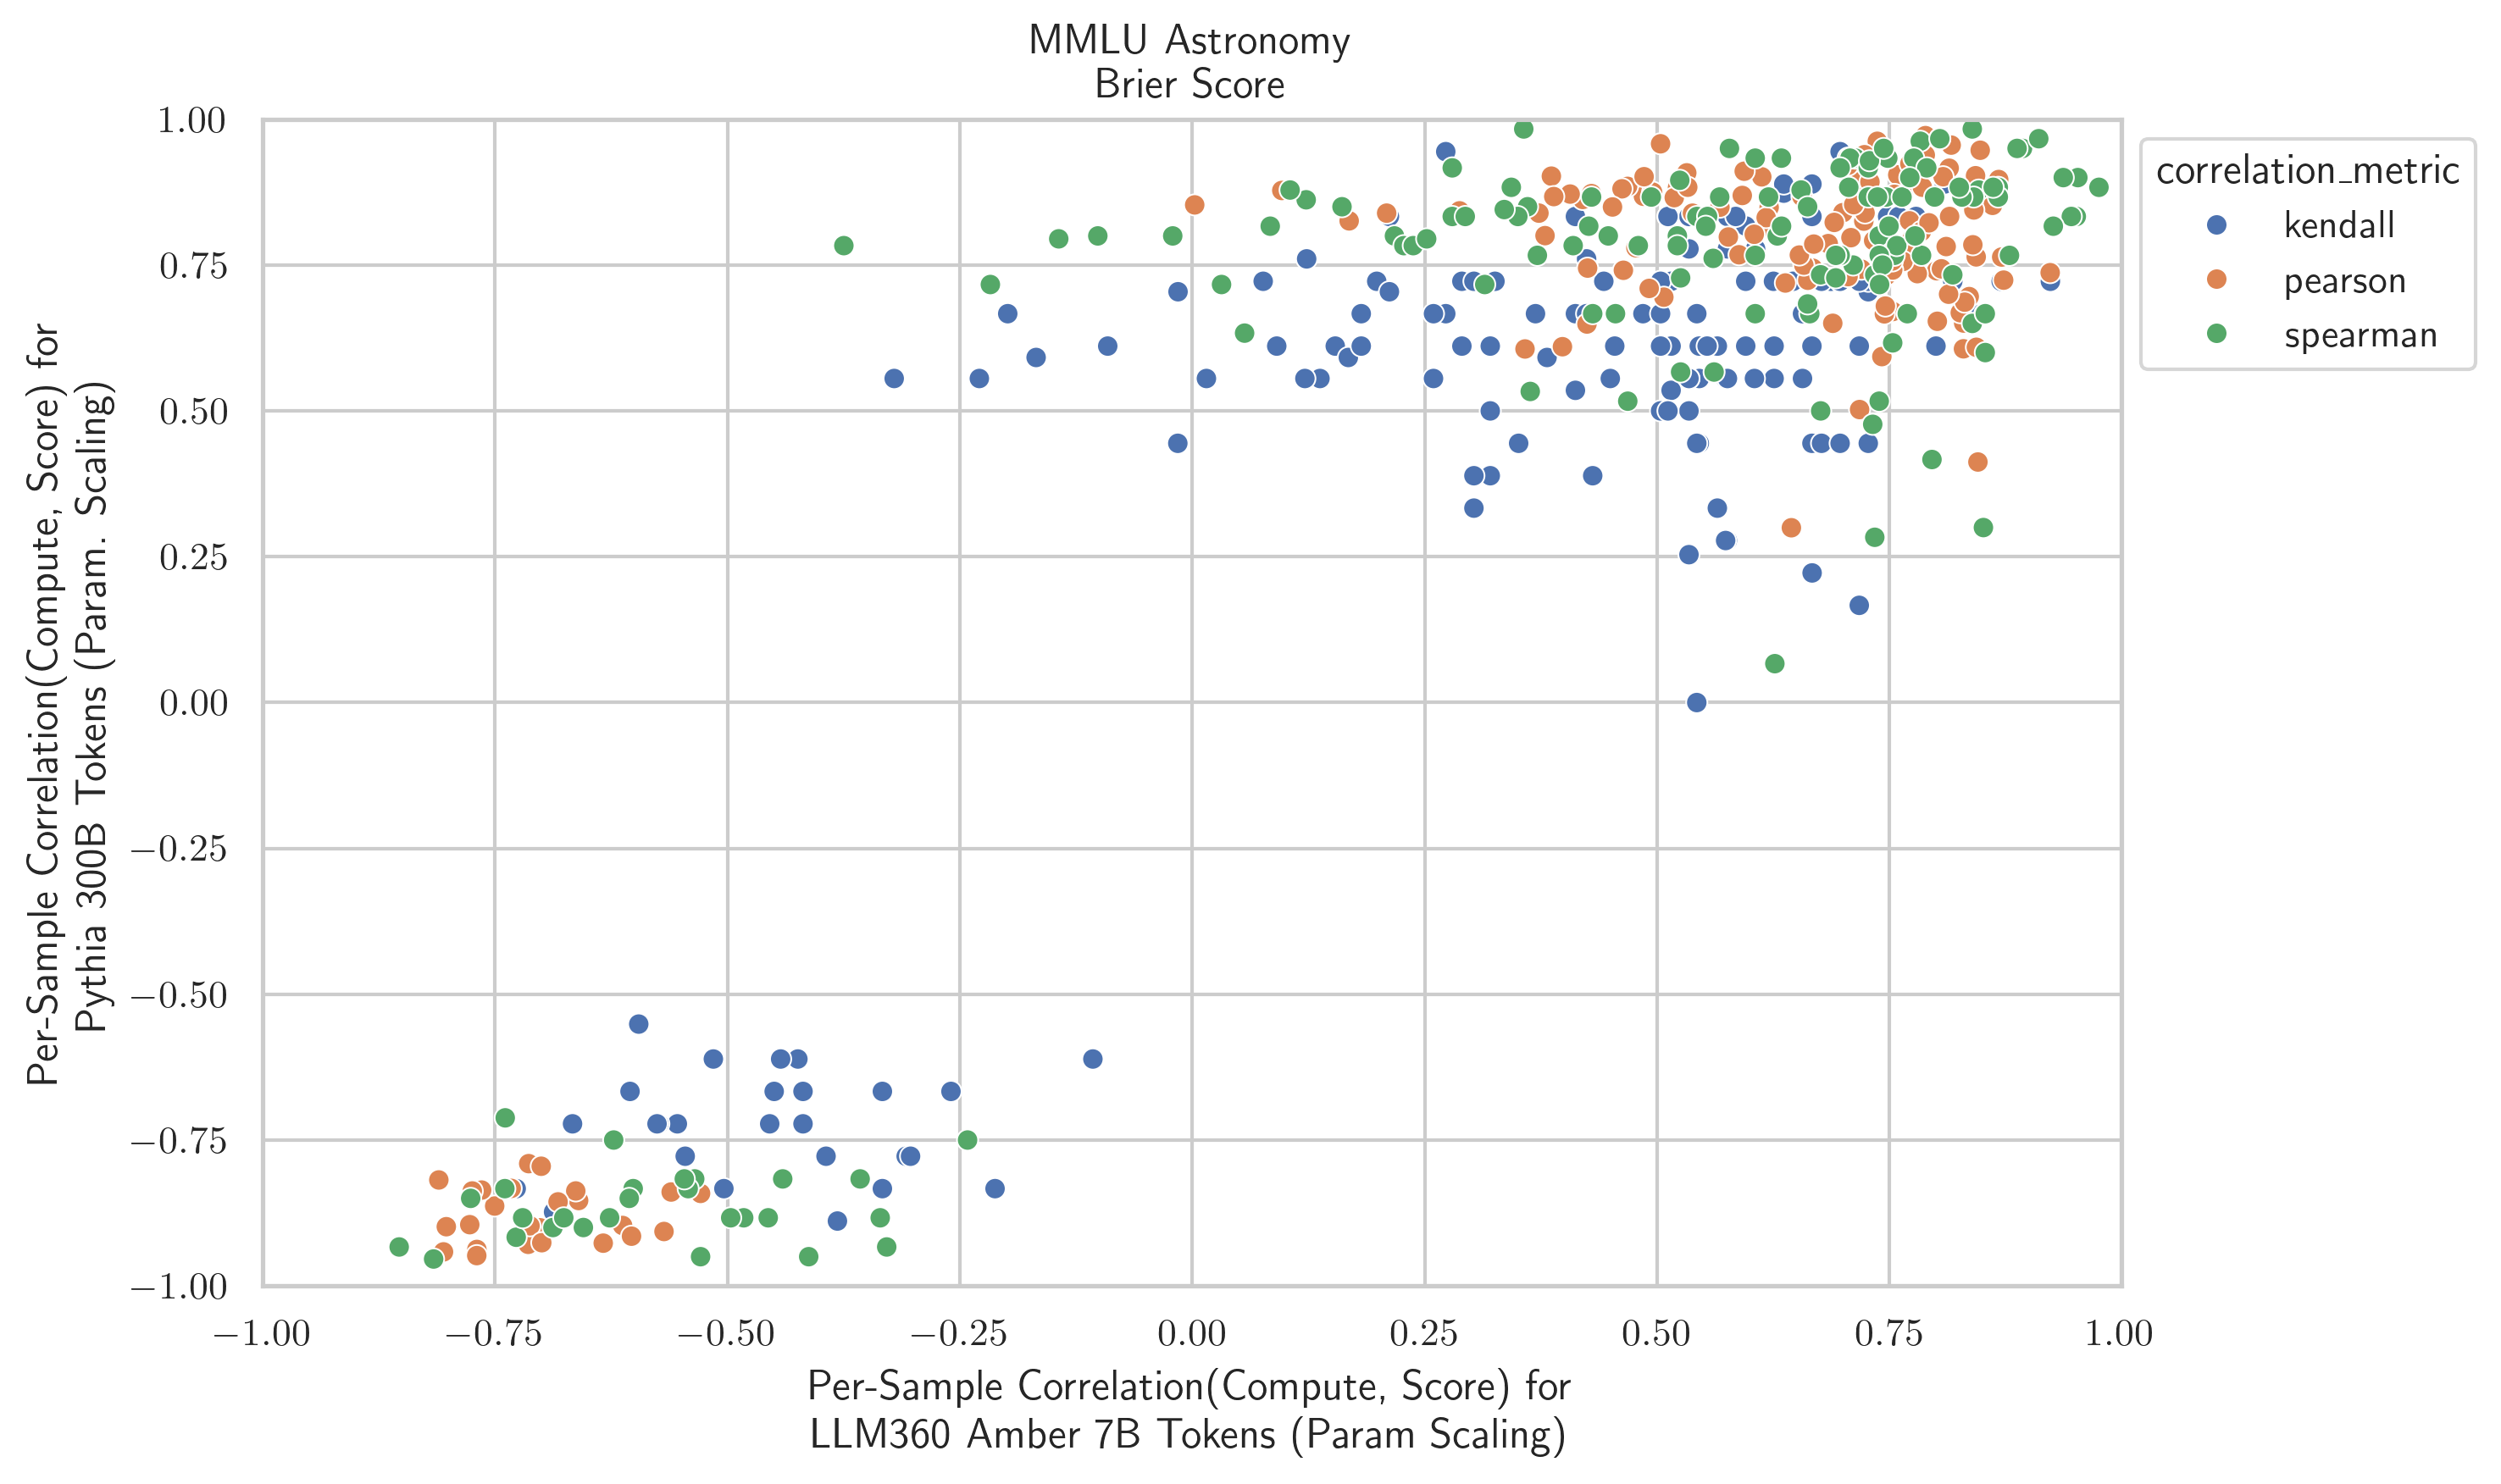 MMLU Astronomy
Brier Score
Per-Sample Correlation(Compute, Score) for
Pythia 300B Tokens (Param. Scaling)
1.00
0.75
0.50
0.25
0.00
−0.25
−0.50
−0.75
−1.00
−1.00
−0.75
−0.50
−0.25
0.00
0.25
0.50
0.75
1.00
Per-Sample Correlation(Compute, Score) for
LLM360 Amber 7B Tokens (Param Scaling)
correlation_metric
kendall
pearson
spearman